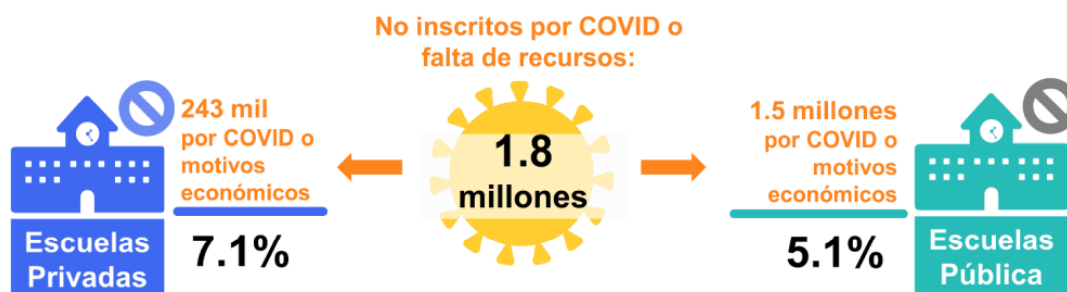 No inscritos por COVID o
falta de recursos:
243 mil
por COVID o
motivos
económicos
7.1%
Escuelas
Privadas
1.8
millones
1.5 millones
por COVID o
motivos
económicos
5.1%
Escuelas
Pública